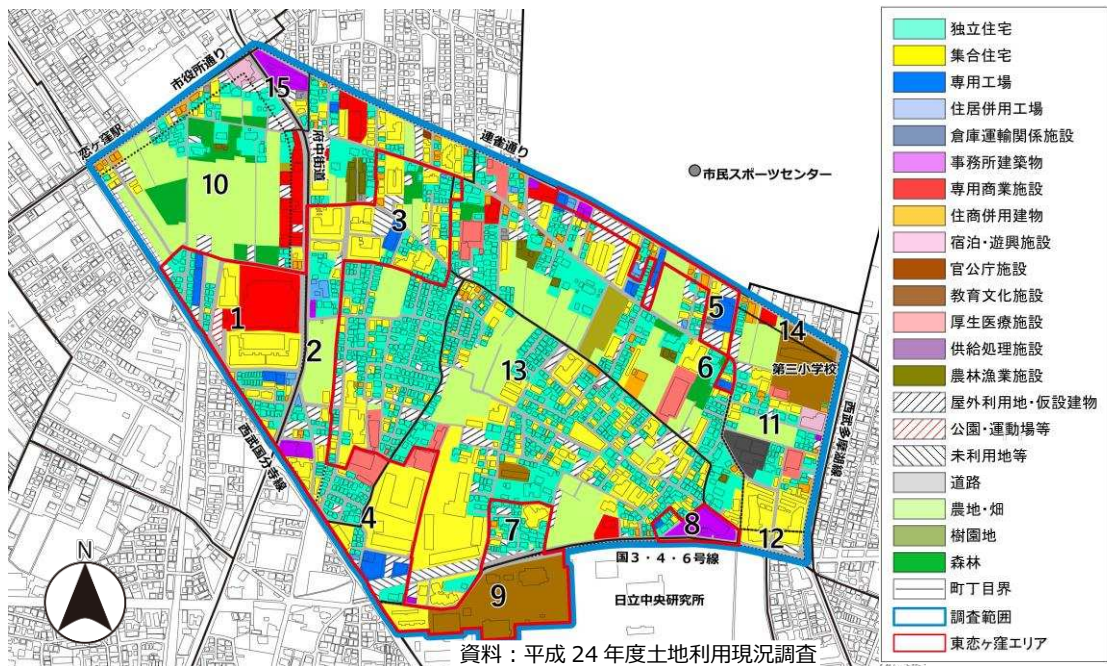 市役所通り
恋ヶ窪駅
府中街道
連雀通り
市民スポーツセンター
15
10
3
1
2
5
14
第三小学校
6
13
11
西武多摩湖線
西武国分寺線
4
7
8
12
国3・4・6号線
9
日立中央研究所
N
資料:平成24年度土地利用現況調査
独立住宅
集合住宅
専用工場
住居併用工場
倉庫運輸関係施設
事務所建築物
専用商業施設
住商併用建物
宿泊・遊興施設
官公庁施設
教育文化施設
厚生医療施設
供給処理施設
農林漁業施設
屋外利用地・仮設建物
公園・運動場等
未利用地等
道路
農地・畑
樹園地
森林
町丁目界
調査範囲
東恋ヶ窪エリア